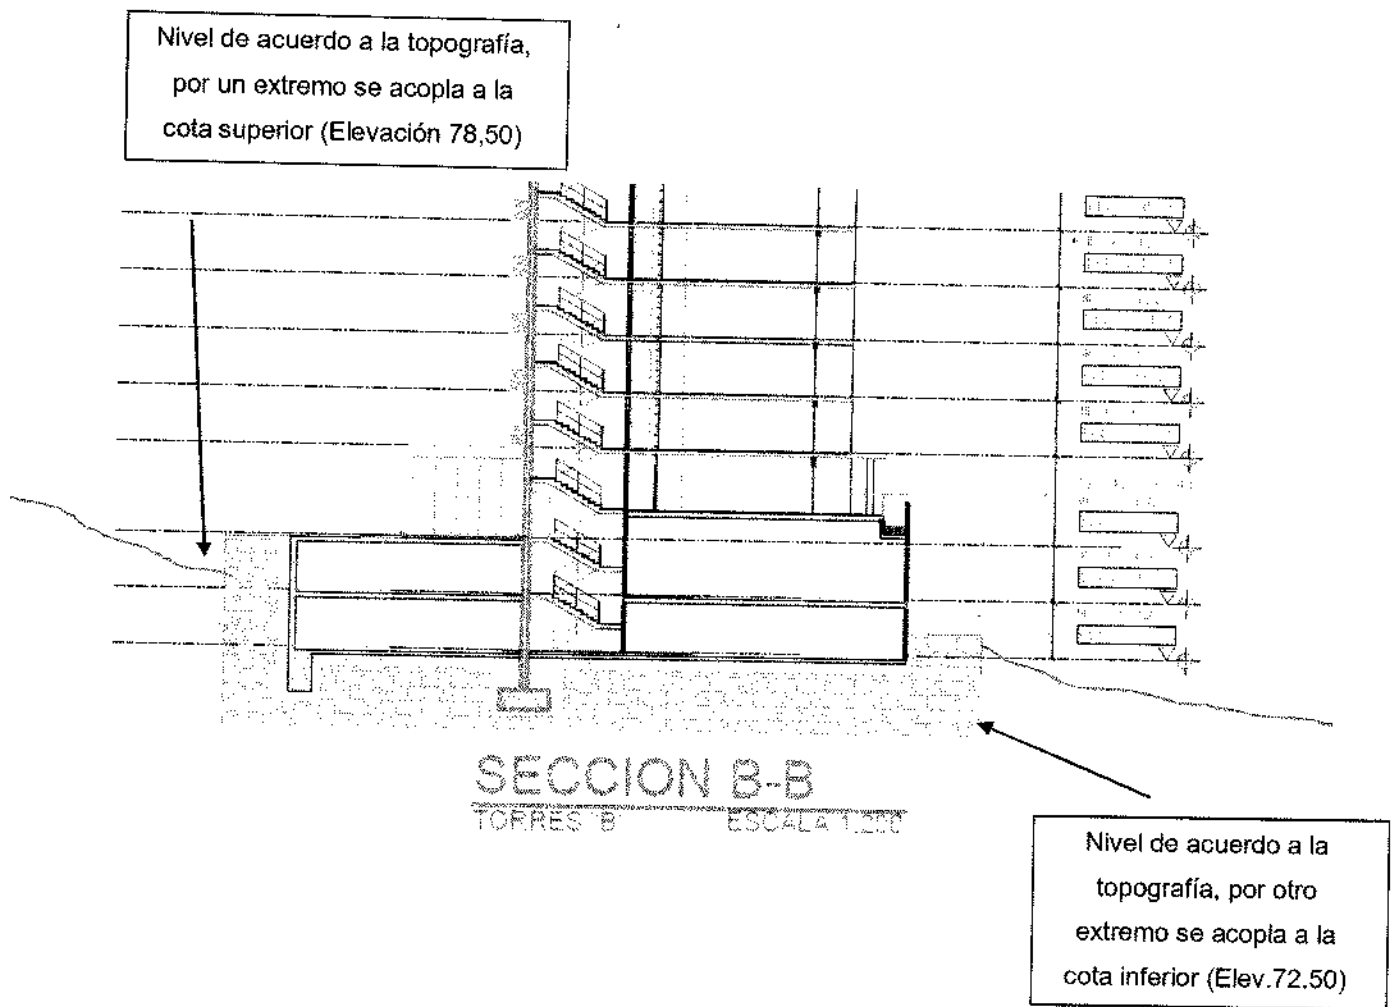 Nivel de acuerdo a la topografía,
por un extremo se acopla a la
cota superior (Elevación 78,50)
SECCION B-B
TORRES B ESCALA 1:200
Nivel de acuerdo a la
topografía, por otro
extremo se acopla a la
cota inferior (Elev.72.50)